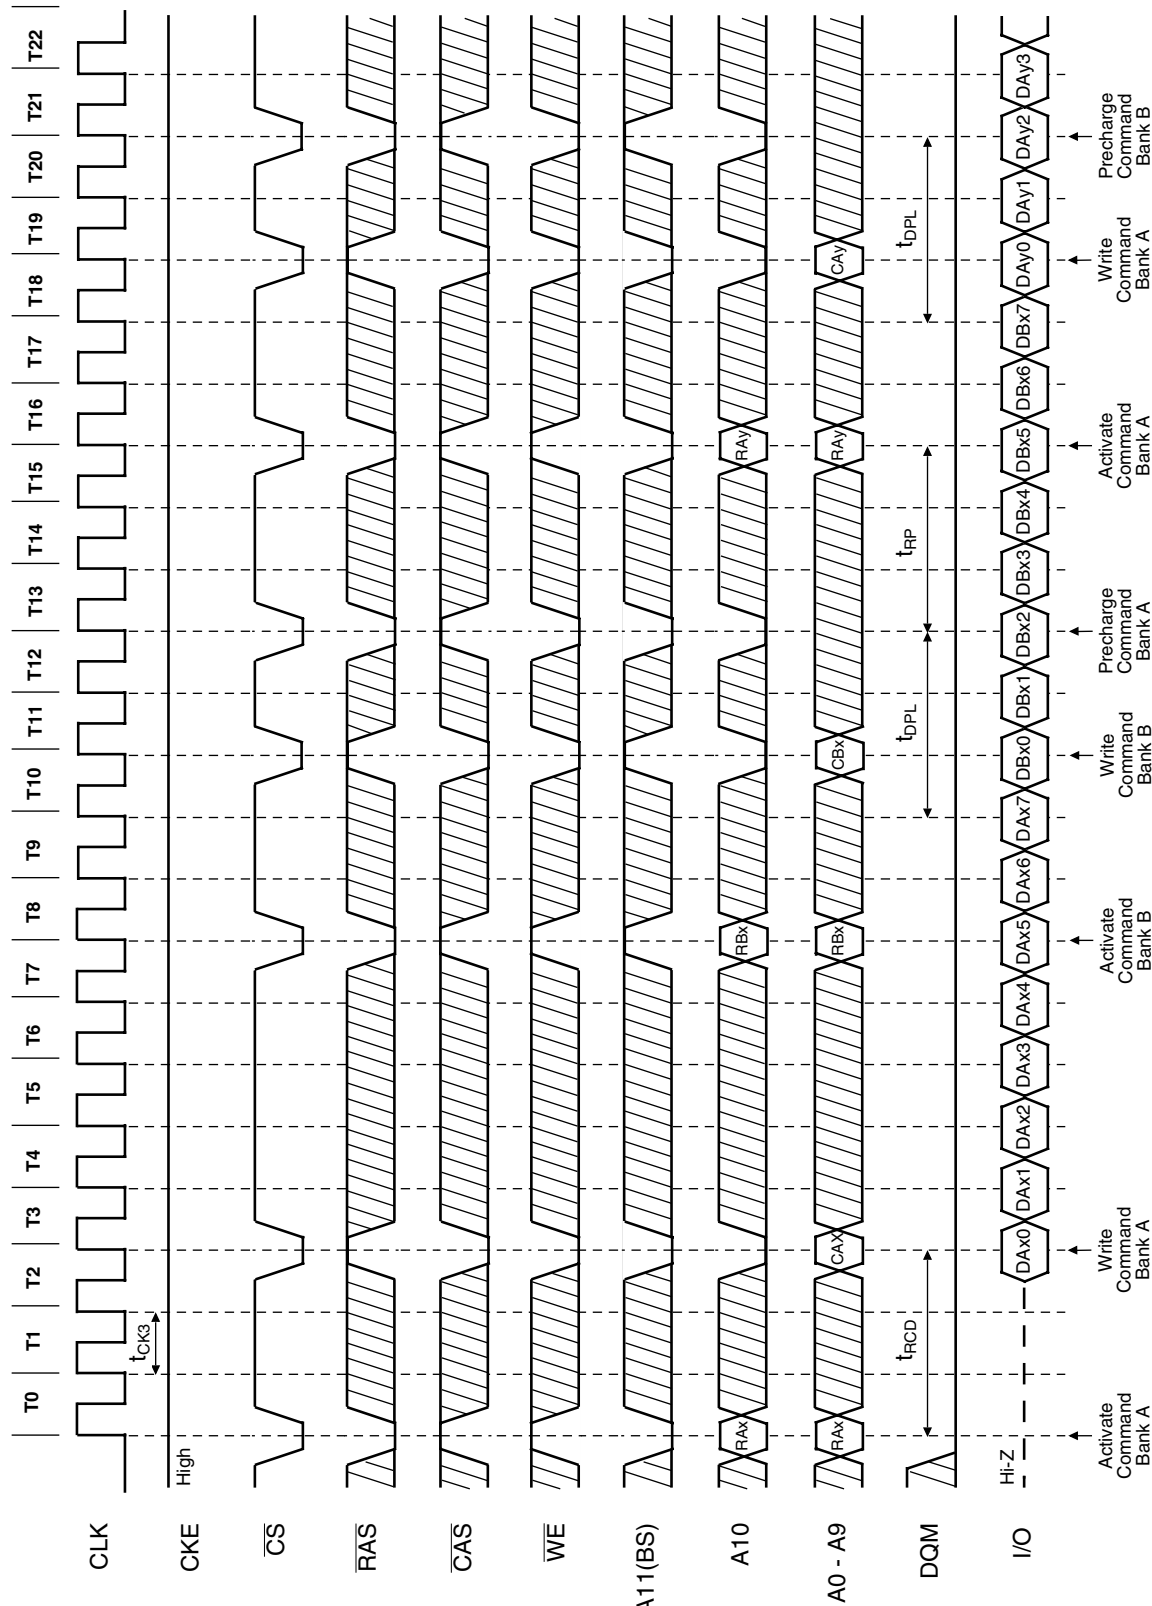 T0 T1 T2 T3 T4 T5 T6 T7 T8 T9 T10 T11 T12 T13 T14 T15 T16 T17 T18 T19 T20 T21 T22
CLK
tCK3
CKE
High
CS
RAS
CAS
WE
A11(BS)
A10
RAx RBx RAy
A0 - A9
RAx CAX RBx CBx RAy CAy
DQM
tRCD tDPL tRP tDPL
I/O
Hi-Z
DAx0 DAx1 DAx2 DAx3 DAx4 DAx5 DAx6 DAx7 DBx0 DBx1 DBx2 DBx3 DBx4 DBx5 DBx6 DBx7 DAy0 DAy1 DAy2 DAy3
Activate
Command
Bank A
Write
Command
Bank A
Activate
Command
Bank B
Write
Command
Bank B
Precharge
Command
Bank A
Activate
Command
Bank A
Write
Command
Bank A
Precharge
Command
Bank B